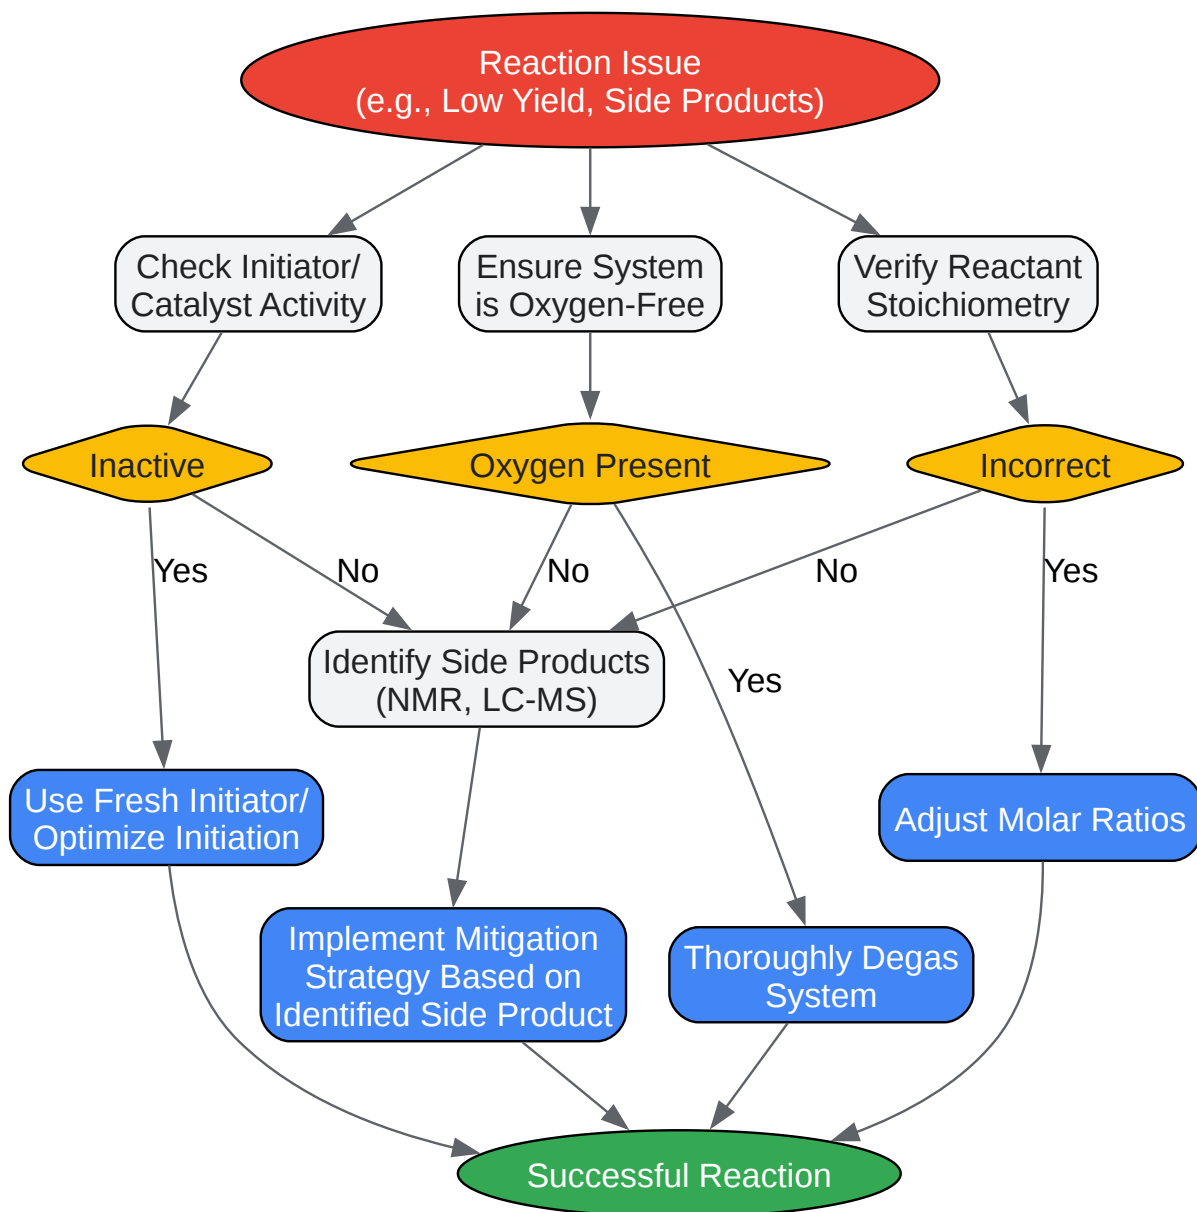 Reaction Issue
(e.g., Low Yield, Side Products)
Check Initiator/
Catalyst Activity
Ensure System
is Oxygen-Free
Verify Reactant
Stoichiometry
Inactive
Oxygen Present
Incorrect
Yes
No
No
No
Yes
Identify Side Products
(NMR, LC-MS)
Yes
Use Fresh Initiator/
Optimize Initiation
Adjust Molar Ratios
Implement Mitigation
Strategy Based on
Identified Side Product
Thoroughly Degas
System
Successful Reaction